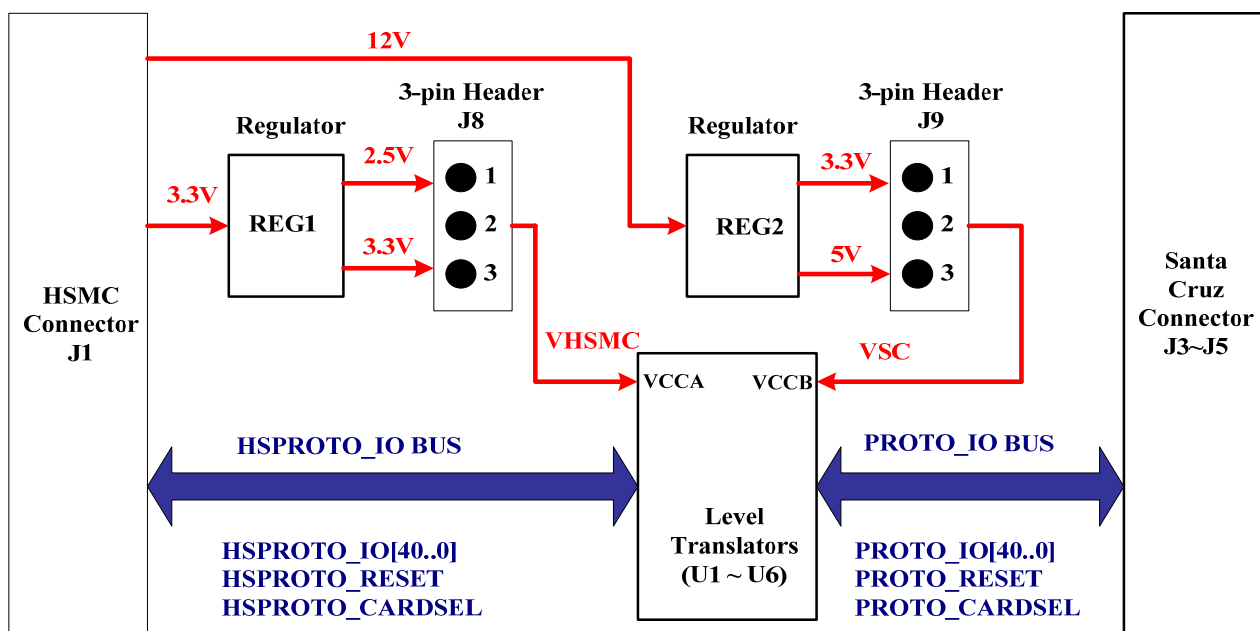 12V
3-pin Header
J8
3-pin Header
J9
Regulator
Regulator
2.5V
3.3V
1
1
3.3V
REG1
2
REG2
2
3.3V
5V
3
3
HSMC
Connector
J1
Santa
Cruz
Connector
J3~J5
VHSMC
VSC
VCCA
VCCB
HSPROTO_IO BUS
PROTO_IO BUS
Level
Translators
(U1 ~ U6)
HSPROTO_IO[40..0]
HSPROTO_RESET
HSPROTO_CARDSEL
PROTO_IO[40..0]
PROTO_RESET
PROTO_CARDSEL